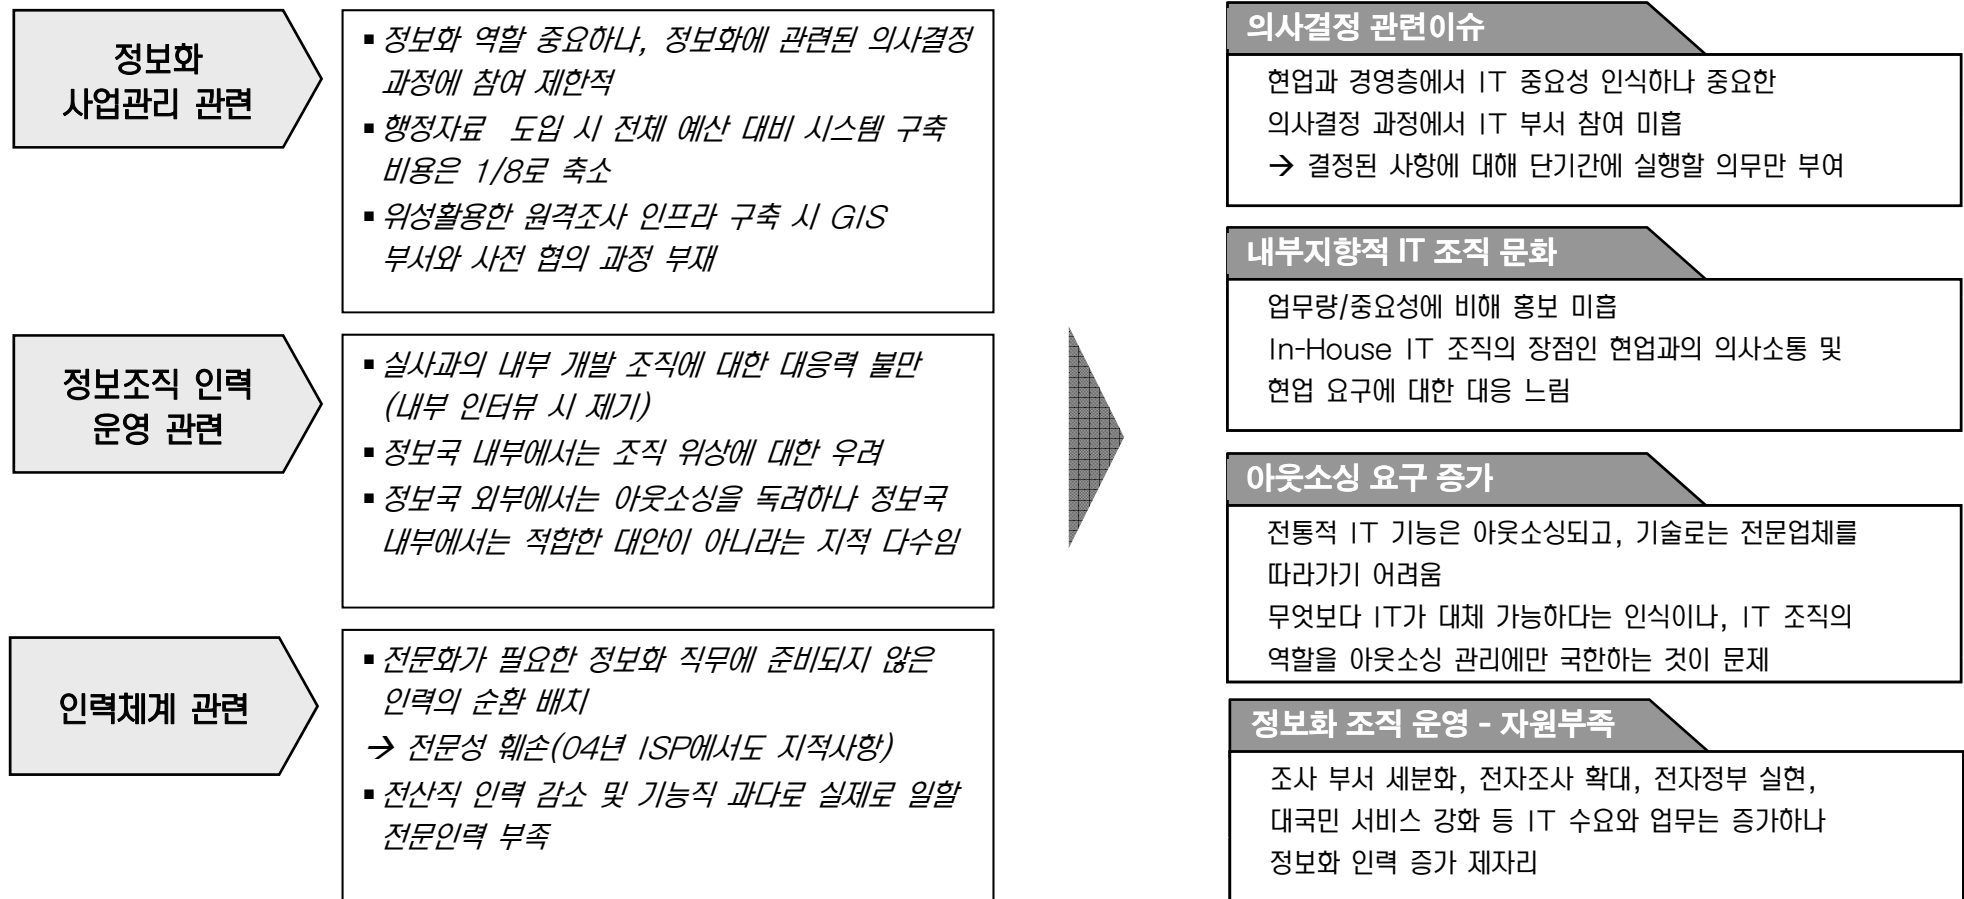 정보화
사업관리 관련
▪ 정보화 역할 중요하나, 정보화에 관련된 의사결정
과정에 참여 제한적
▪ 행정자료 도입 시 전체 예산 대비 시스템 구축
비용은 1/8로 축소
▪ 위성활용한 원격조사 인프라 구축 시 GIS
부서와 사전 협의 과정 부재
정보조직 인력
운영 관련
▪ 실사과의 내부 개발 조직에 대한 대응력 불만
(내부 인터뷰 시 제기)
▪ 정보국 내부에서는 조직 위상에 대한 우려
▪ 정보국 외부에서는 아웃소싱을 독려하나 정보국
내부에서는 적합한 대안이 아니라는 지적 다수임
인력체계 관련
▪ 전문화가 필요한 정보화 직무에 준비되지 않은
인력의 순환 배치
→ 전문성 훼손(04년 ISP에서도 지적사항)
▪ 전산직 인력 감소 및 기능직 과다로 실제로 일할
전문인력 부족
의사결정 관련이슈
현업과 경영층에서 IT 중요성 인식하나 중요한
의사결정 과정에서 IT 부서 참여 미흡
→ 결정된 사항에 대해 단기간에 실행할 의무만 부여
내부지향적 IT 조직 문화
업무량/중요성에 비해 홍보 미흡
In-House IT 조직의 장점인 현업과의 의사소통 및
현업 요구에 대한 대응 느림
아웃소싱 요구 증가
전통적 IT 기능은 아웃소싱되고, 기술로는 전문업체를
따라가기 어려움
무엇보다 IT가 대체 가능하다는 인식이나, IT 조직의
역할을 아웃소싱 관리에만 국한하는 것이 문제
정보화 조직 운영 - 자원부족
조사 부서 세분화, 전자조사 확대, 전자정부 실현,
대국민 서비스 강화 등 IT 수요와 업무는 증가하나
정보화 인력 증가 제자리